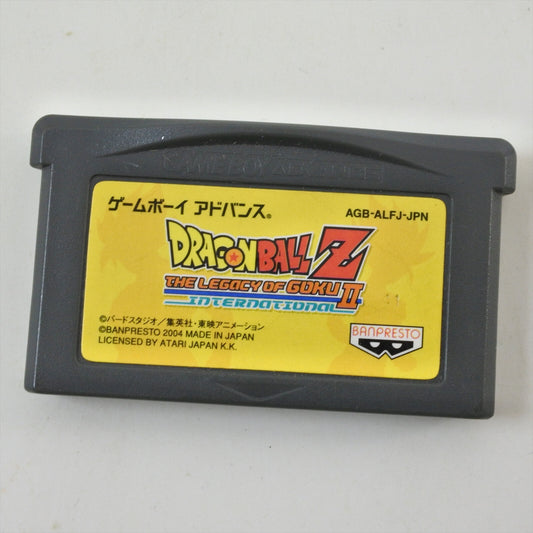 GAME BOY ADVANCE
ゲームボーイ アドバンス®
AGB-ALFJ-JPN
DRAGON BALL Z
THE LEGACY OF GOKU II
INTERNATIONAL
11
©バードスタジオ/集英社・東映アニメーション
©BANPRESTO 2004 MADE IN JAPAN
LICENSED BY ATARI JAPAN K.K.
BANPRESTO